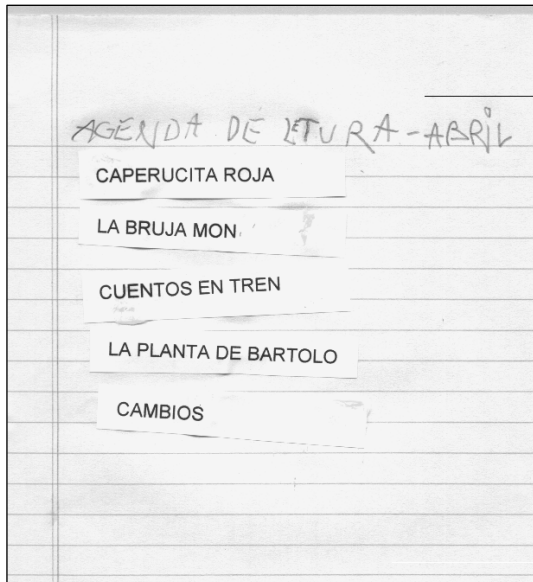 AGENDA DE LETURA - ABRIL
CAPERUCITA ROJA
LA BRUJA MON
CUENTOS EN TREN
LA PLANTA DE BARTOLO
CAMBIOS